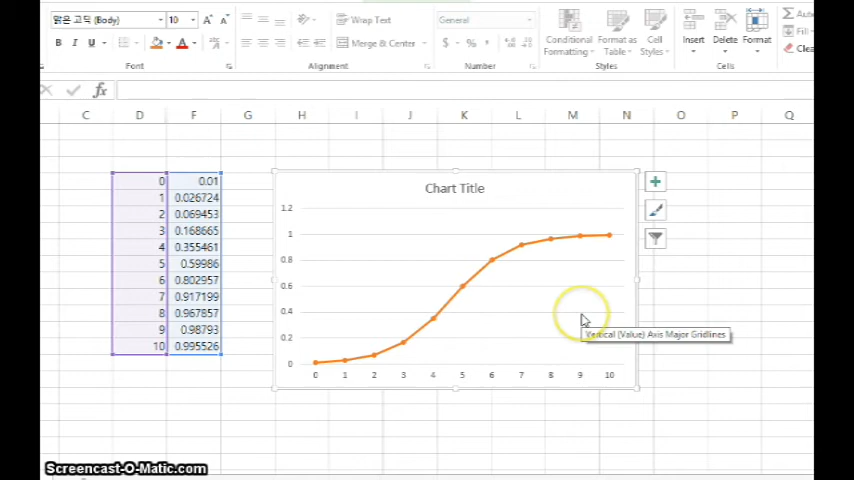 맑은 고딕 (Body) 10
Wrap Text
General
B I U
Merge & Center
$ % ,
Conditional Formatting
Format as Table
Cell Styles
Insert
Delete
Format
Fill
Font
Alignment
Number
Styles
Cells
fx
C D F G H I J K L M N O P Q
0 0.01
1 0.026724
2 0.069453
3 0.168665
4 0.355461
5 0.59986
6 0.802957
7 0.917199
8 0.967857
9 0.98793
10 0.995526
Chart Title
1.2
1
0.8
0.6
0.4
0.2
0
0 1 2 3 4 5 6 7 8 9 10
Vertical (Value) Axis Major Gridlines
Screencast-O-Matic.com